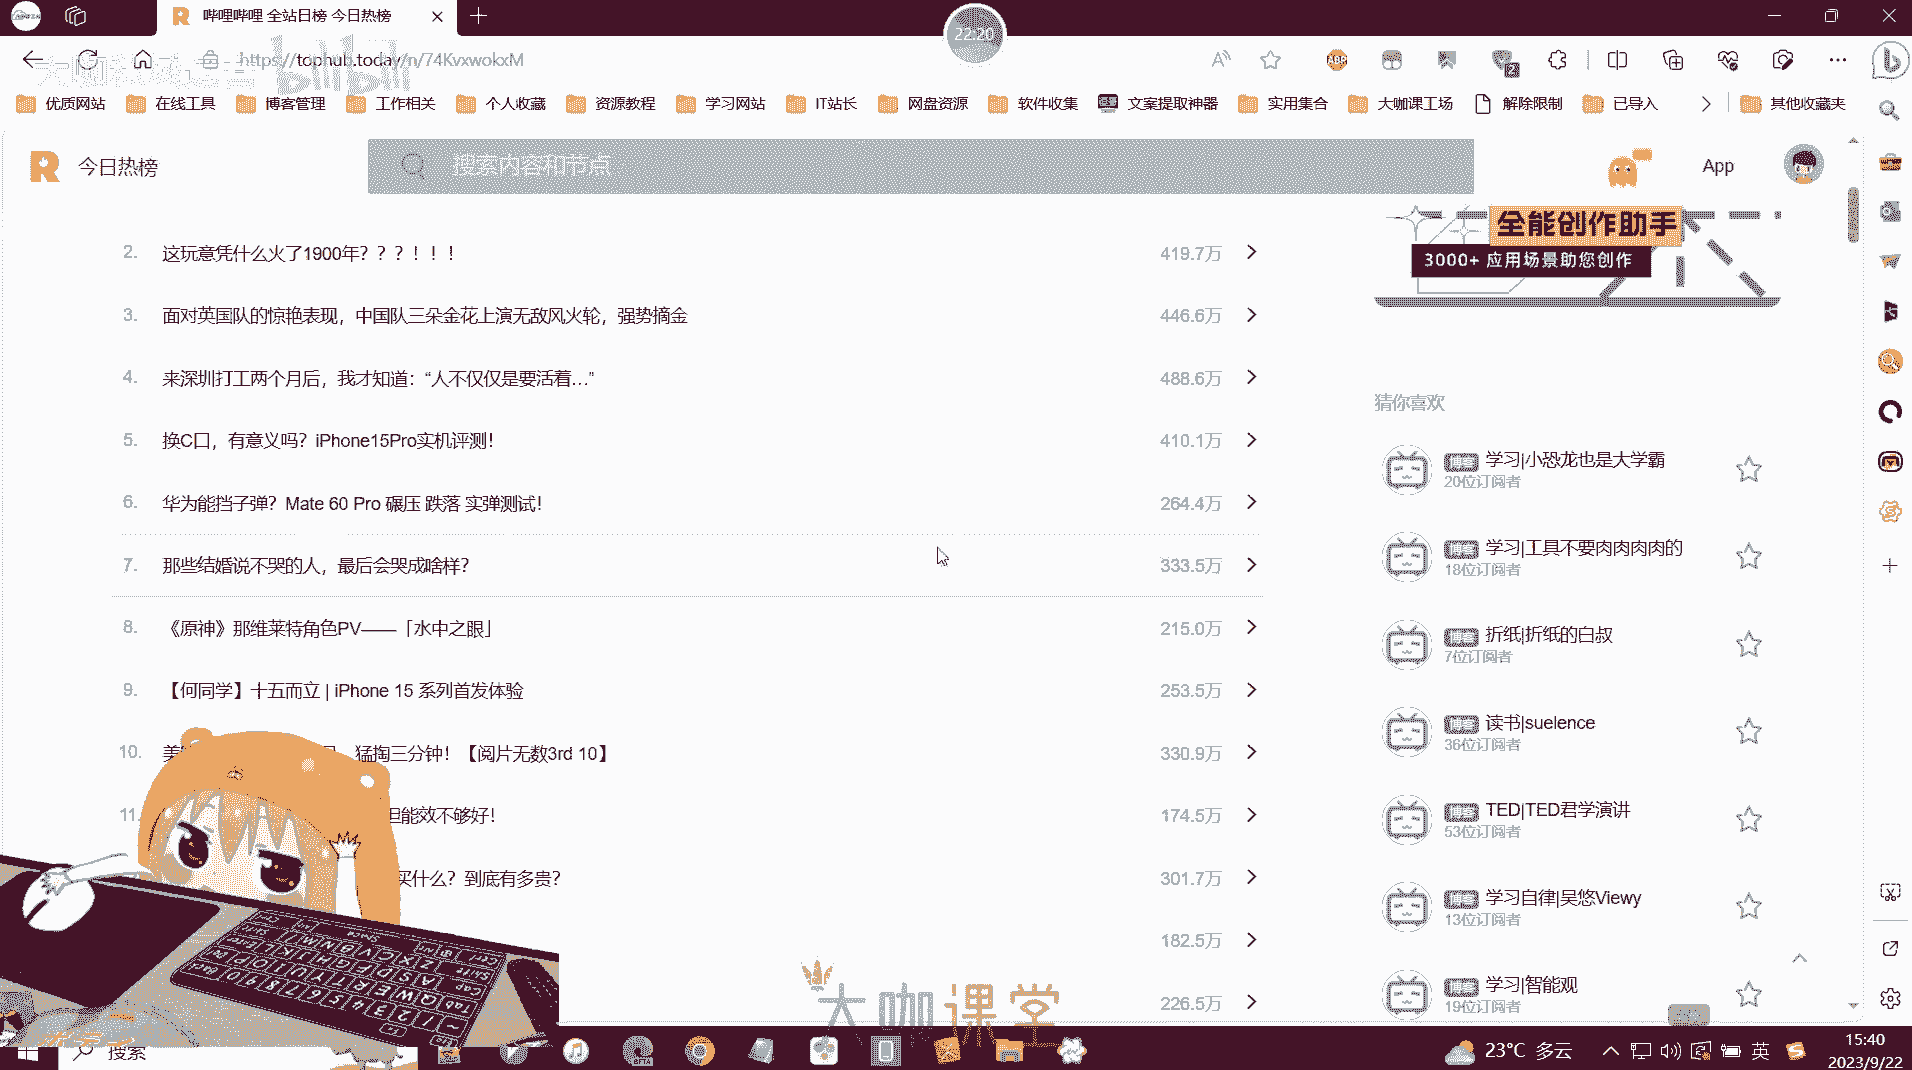 哔哩哔哩 全站日榜 今日热榜
22:20
https://tophub.today/n/74KvxwokxM
bilibili
优质网站 在线工具 博客管理 工作相关 个人收藏 资源教程 学习网站 IT站长 网盘资源 软件收集 文案提取神器 实用集合 大咖课工场 解除限制 已导入 其他收藏夹
今日热榜 搜索内容和节点 App
全能创作助手
3000+ 应用场景助您创作
2. 这玩意凭什么火了1900年？？？！！！ 419.7万
3. 面对英国队的惊艳表现，中国队三朵金花上演无敌风火轮，强势摘金 446.6万
4. 来深圳打工两个月后，我才知道：“人不仅仅是要活着…” 488.6万
5. 换C口，有意义吗？iPhone15Pro实机评测！ 410.1万
6. 华为能挡子弹？Mate 60 Pro 碾压 跌落 实弹测试！ 264.4万
7. 那些结婚说不哭的人，最后会哭成啥样？ 333.5万
8. 《原神》那维莱特角色PV——「水中之眼」 215.0万
9. 【何同学】十五而立 | iPhone 15 系列首发体验 253.5万
10. 猛掏三分钟！【阅片无数3rd 10】 330.9万
11. 但能效不够好！ 174.5万
买什么？到底有多贵？ 301.7万
182.5万
226.5万
猜你喜欢
博客 学习|小恐龙也是大学霸
20位订阅者
博客 学习|工具不要肉肉肉肉的
18位订阅者
博客 折纸|折纸的白叔
7位订阅者
博客 读书|suelence
36位订阅者
博客 TED|TED君学演讲
53位订阅者
博客 学习自律|吴悠Viewy
13位订阅者
博客 学习|智能观
19位订阅者
大咖课堂
搜索
23°C 多云
英
15:40
2023/9/22